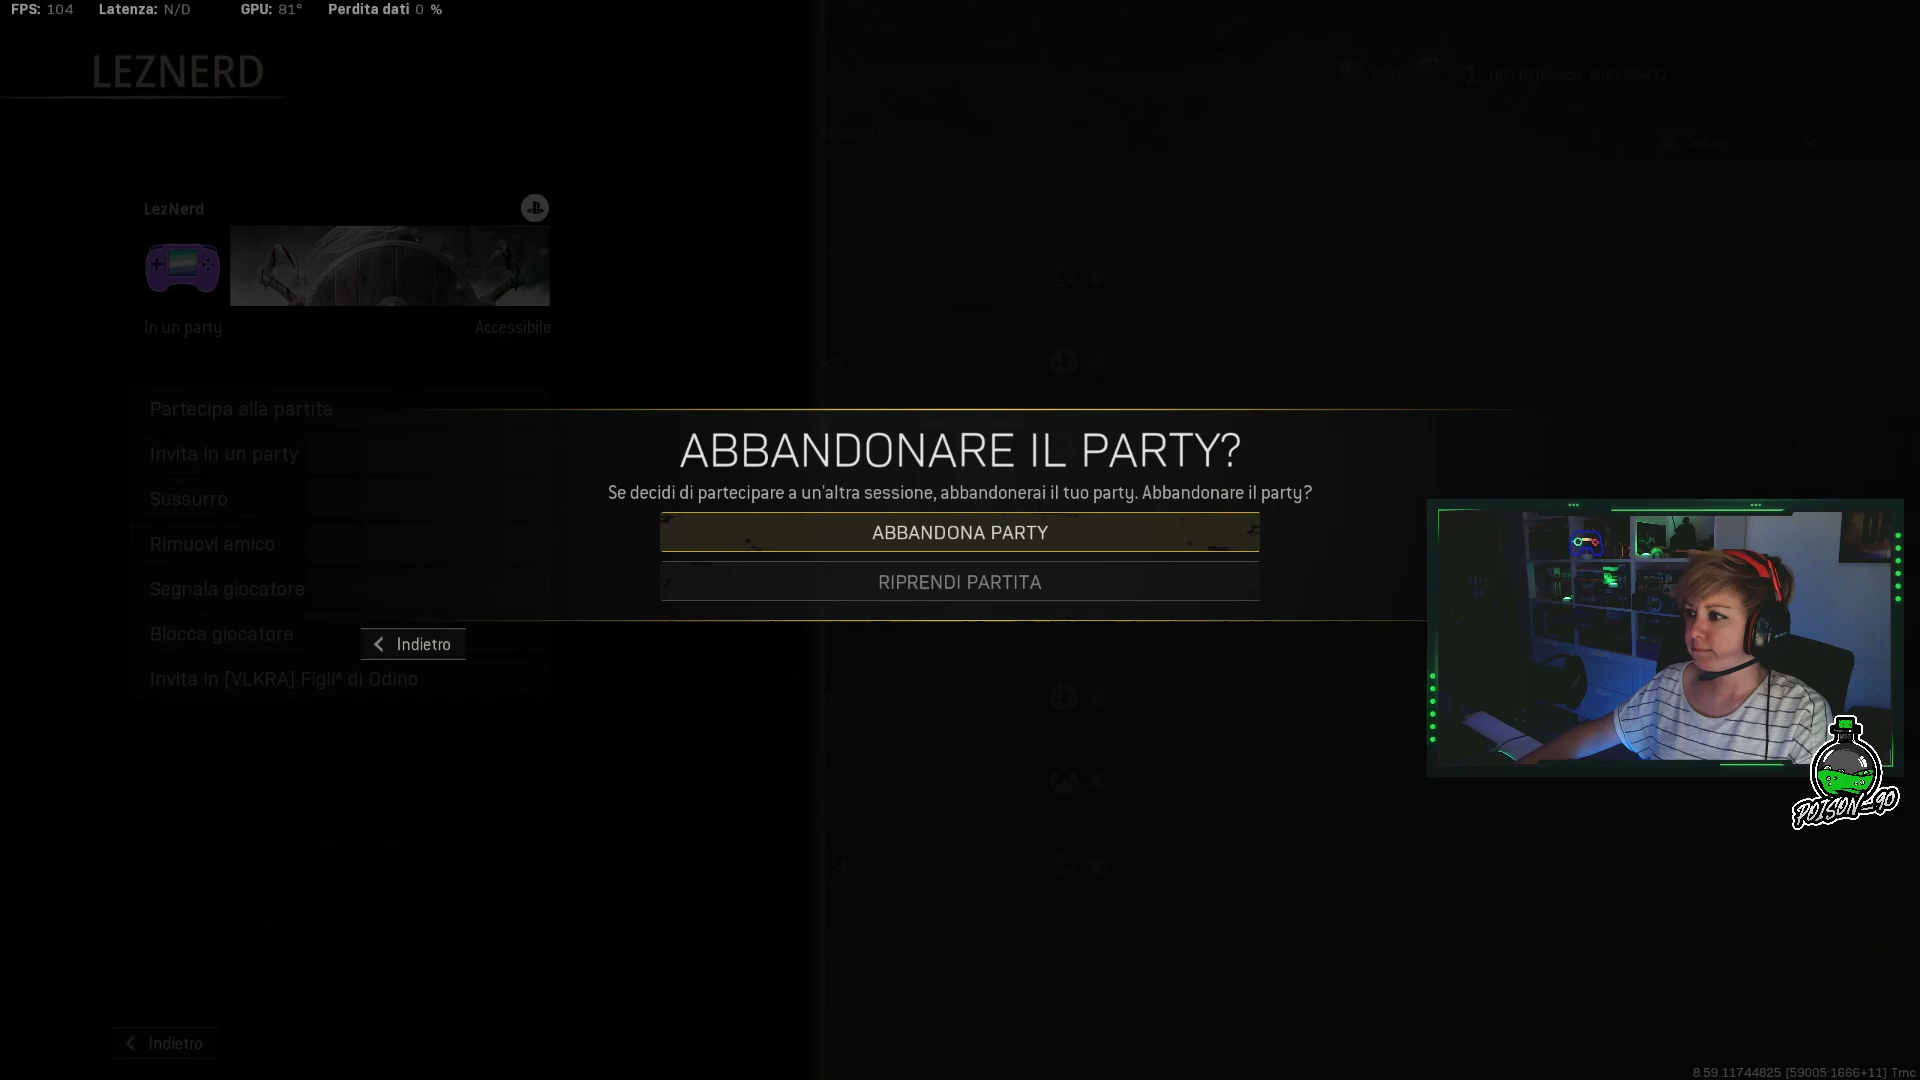 FPS: 104 Latenza: N/D GPU: 81° Perdita dati 0 %
LEZNERD
850
1
LezNerd
In un party
Accessibile
Partecipa alla partita
Invita in un party
Sussurro
Rimuovi amico
Segnala giocatore
Blocca giocatore
Invita in [VLKRA] Figli* di Odino
Indietro
ABBANDONARE IL PARTY?
Se decidi di partecipare a un'altra sessione, abbandonerai il tuo party. Abbandonare il party?
ABBANDONA PARTY
RIPRENDI PARTITA
POISON_90
Indietro
8.59.11744825 [59005:1666+11] Tmc